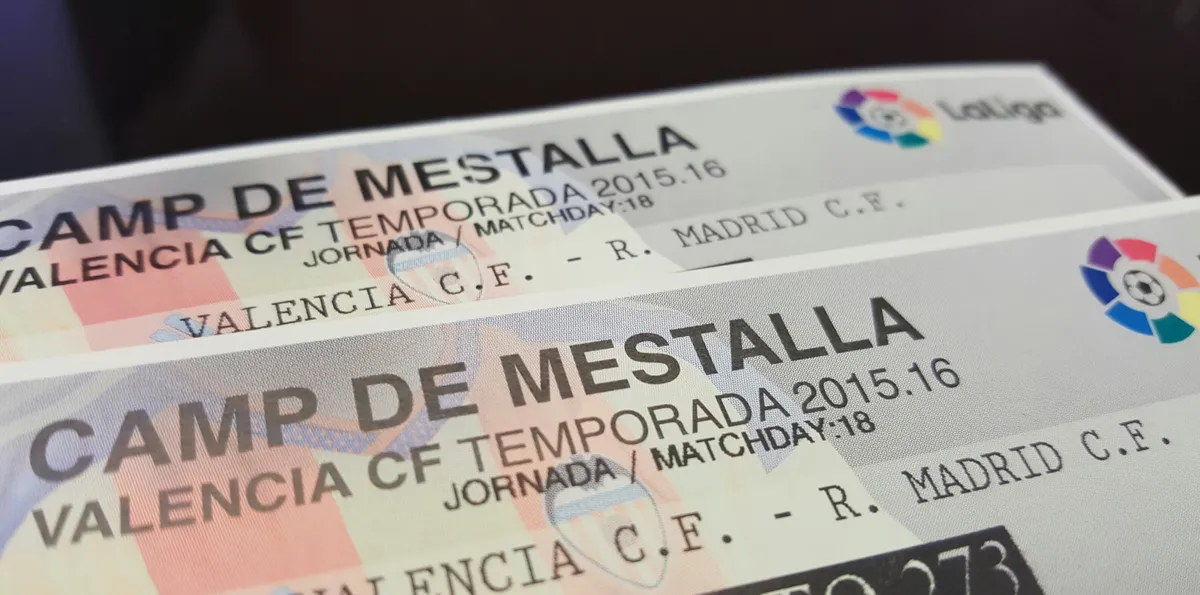 LaLiga
CAMP DE MESTALLA
VALENCIA CF TEMPORADA 2015.16
JORNADA / MATCHDAY:18
VALENCIA C.F. - R. MADRID C.F.
CAMP DE MESTALLA
VALENCIA CF TEMPORADA 2015.16
JORNADA / MATCHDAY:18
VALENCIA C.F. - R. MADRID C.F.
273